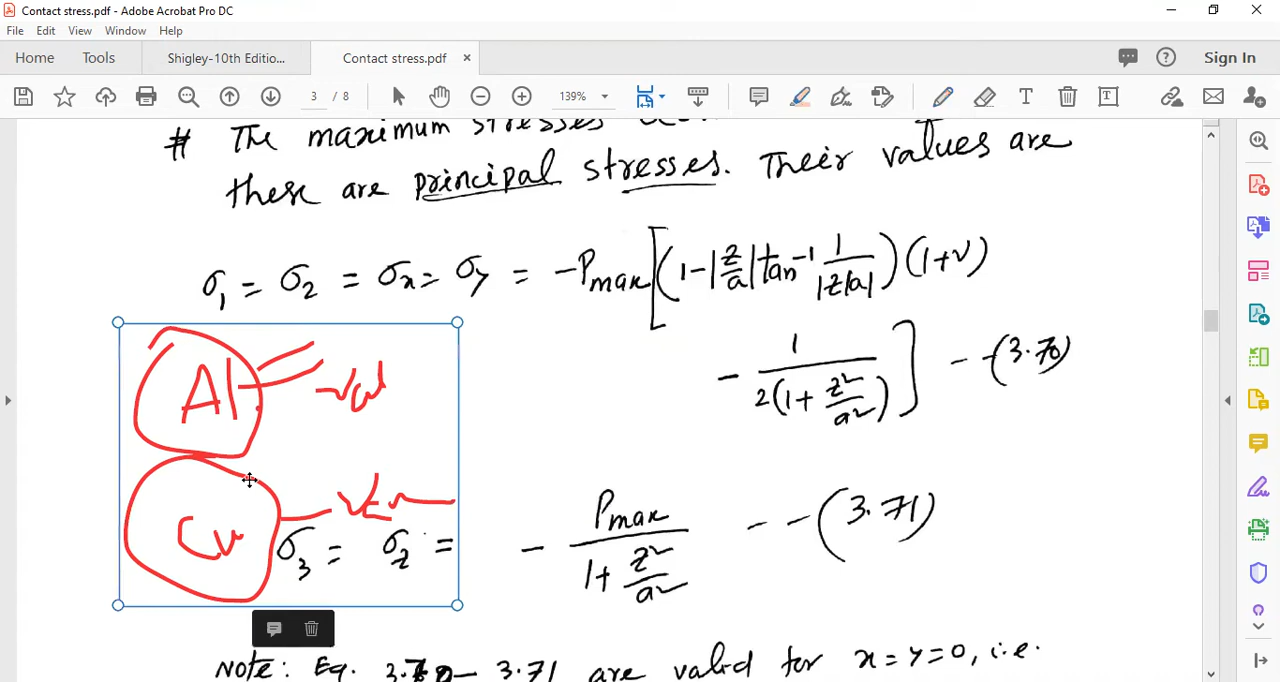 Contact stress.pdf - Adobe Acrobat Pro DC
File Edit View Window Help
Home Tools Shigley-10th Editio... Contact stress.pdf ×
3 / 8 139% Sign In
# The maximum stresses
these are principal stresses. Their values are
σ₁ = σ₂ = σx = σy = -Pmax[(1-|z/a|tan⁻¹ 1/|z/a|)(1+ν)
- 1/2(1+z²/a²)] -- (3.70)
Al
Cu
σ₃ = σz = - Pmax/1+z²/a² -- (3.71)
Note: Eq. 3.70-3.71 are valid for x=y=0, i.e.